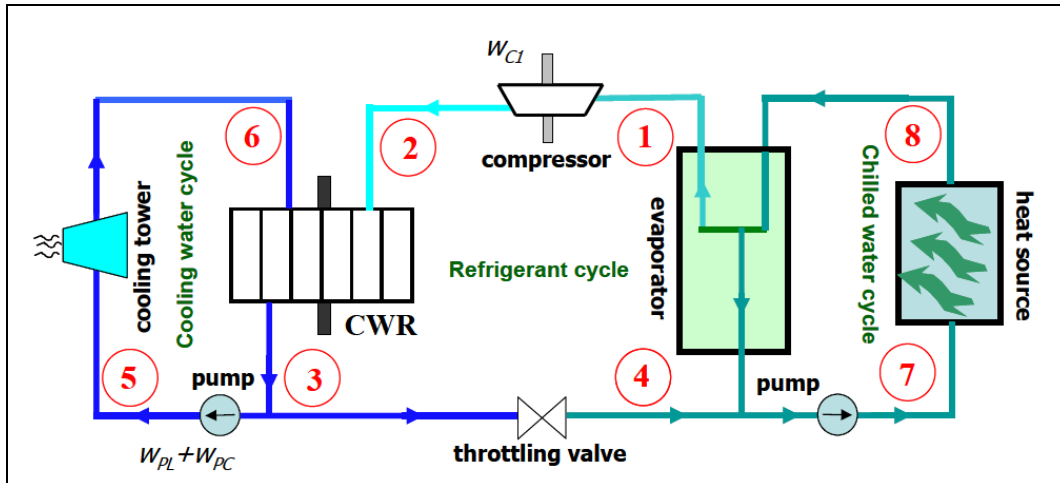 W_C1
6
2
1
8
compressor
cooling tower
Cooling water cycle
Refrigerant cycle
evaporator
Chilled water cycle
heat source
CWR
5
pump
3
4
pump
7
throttling valve
W_PL+W_PC